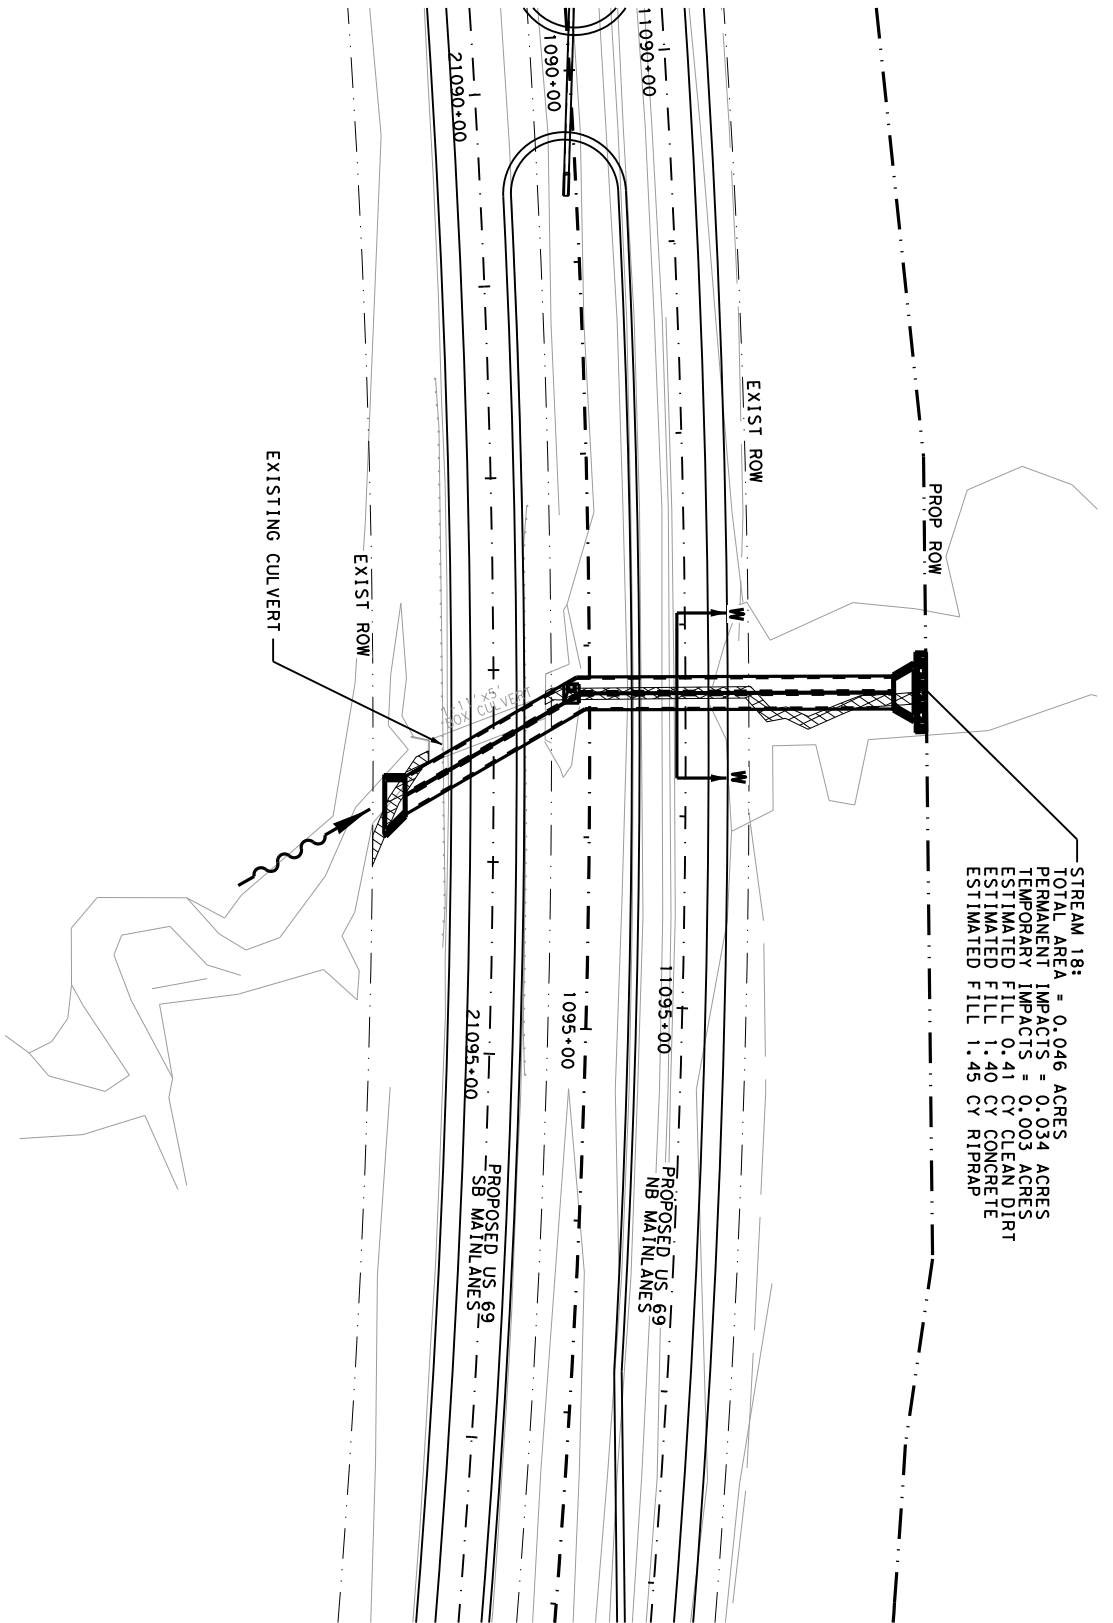 21090+00
1090+00
11090+00
EXIST ROW
PROP ROW
EXISTING CULVERT
EXIST ROW
W
W
BOX CULVERT
STREAM 18:
TOTAL AREA = 0.046 ACRES
PERMANENT IMPACTS = 0.034 ACRES
TEMPORARY IMPACTS = 0.003 ACRES
ESTIMATED FILL 0.41 CY CLEAN DIRT
ESTIMATED FILL 1.40 CY CONCRETE
ESTIMATED FILL 1.45 CY RIPRAP
11095+00
1095+00
21095+00
PROPOSED US 69
NB MAINLANES
PROPOSED US 69
SB MAINLANES